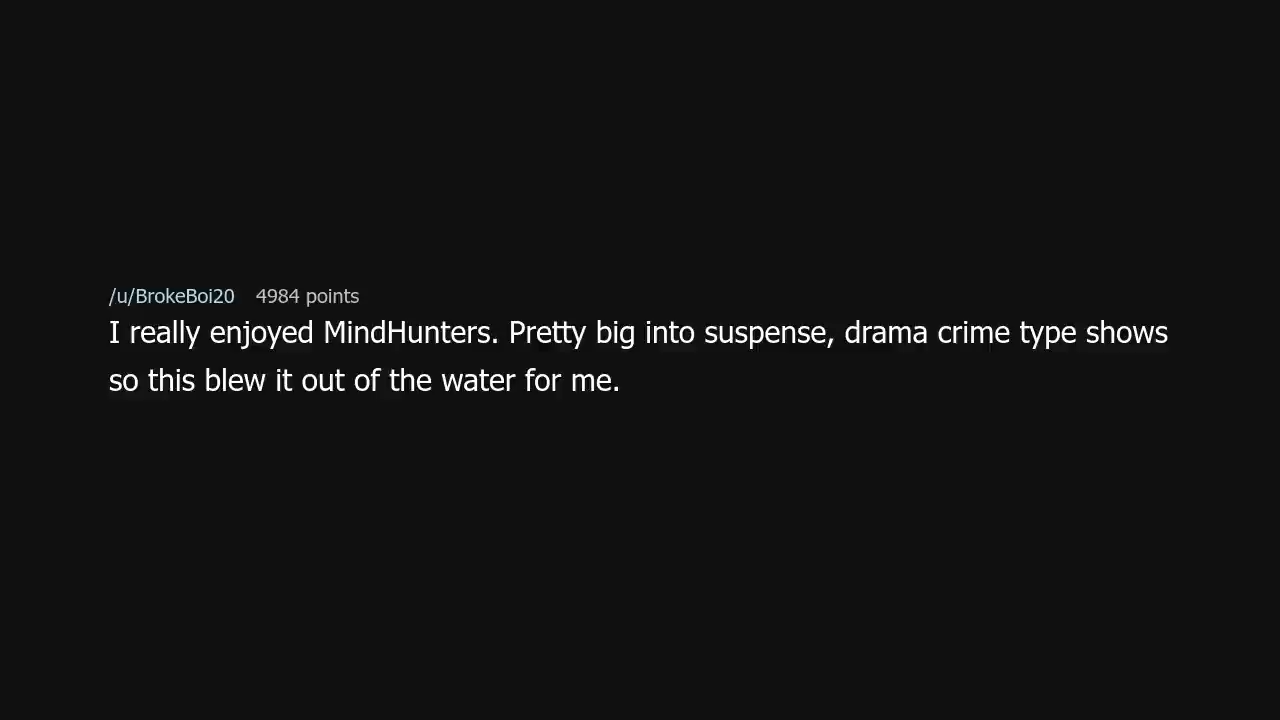 /u/BrokeBoi20 4984 points
I really enjoyed MindHunters. Pretty big into suspense, drama crime type shows
so this blew it out of the water for me.